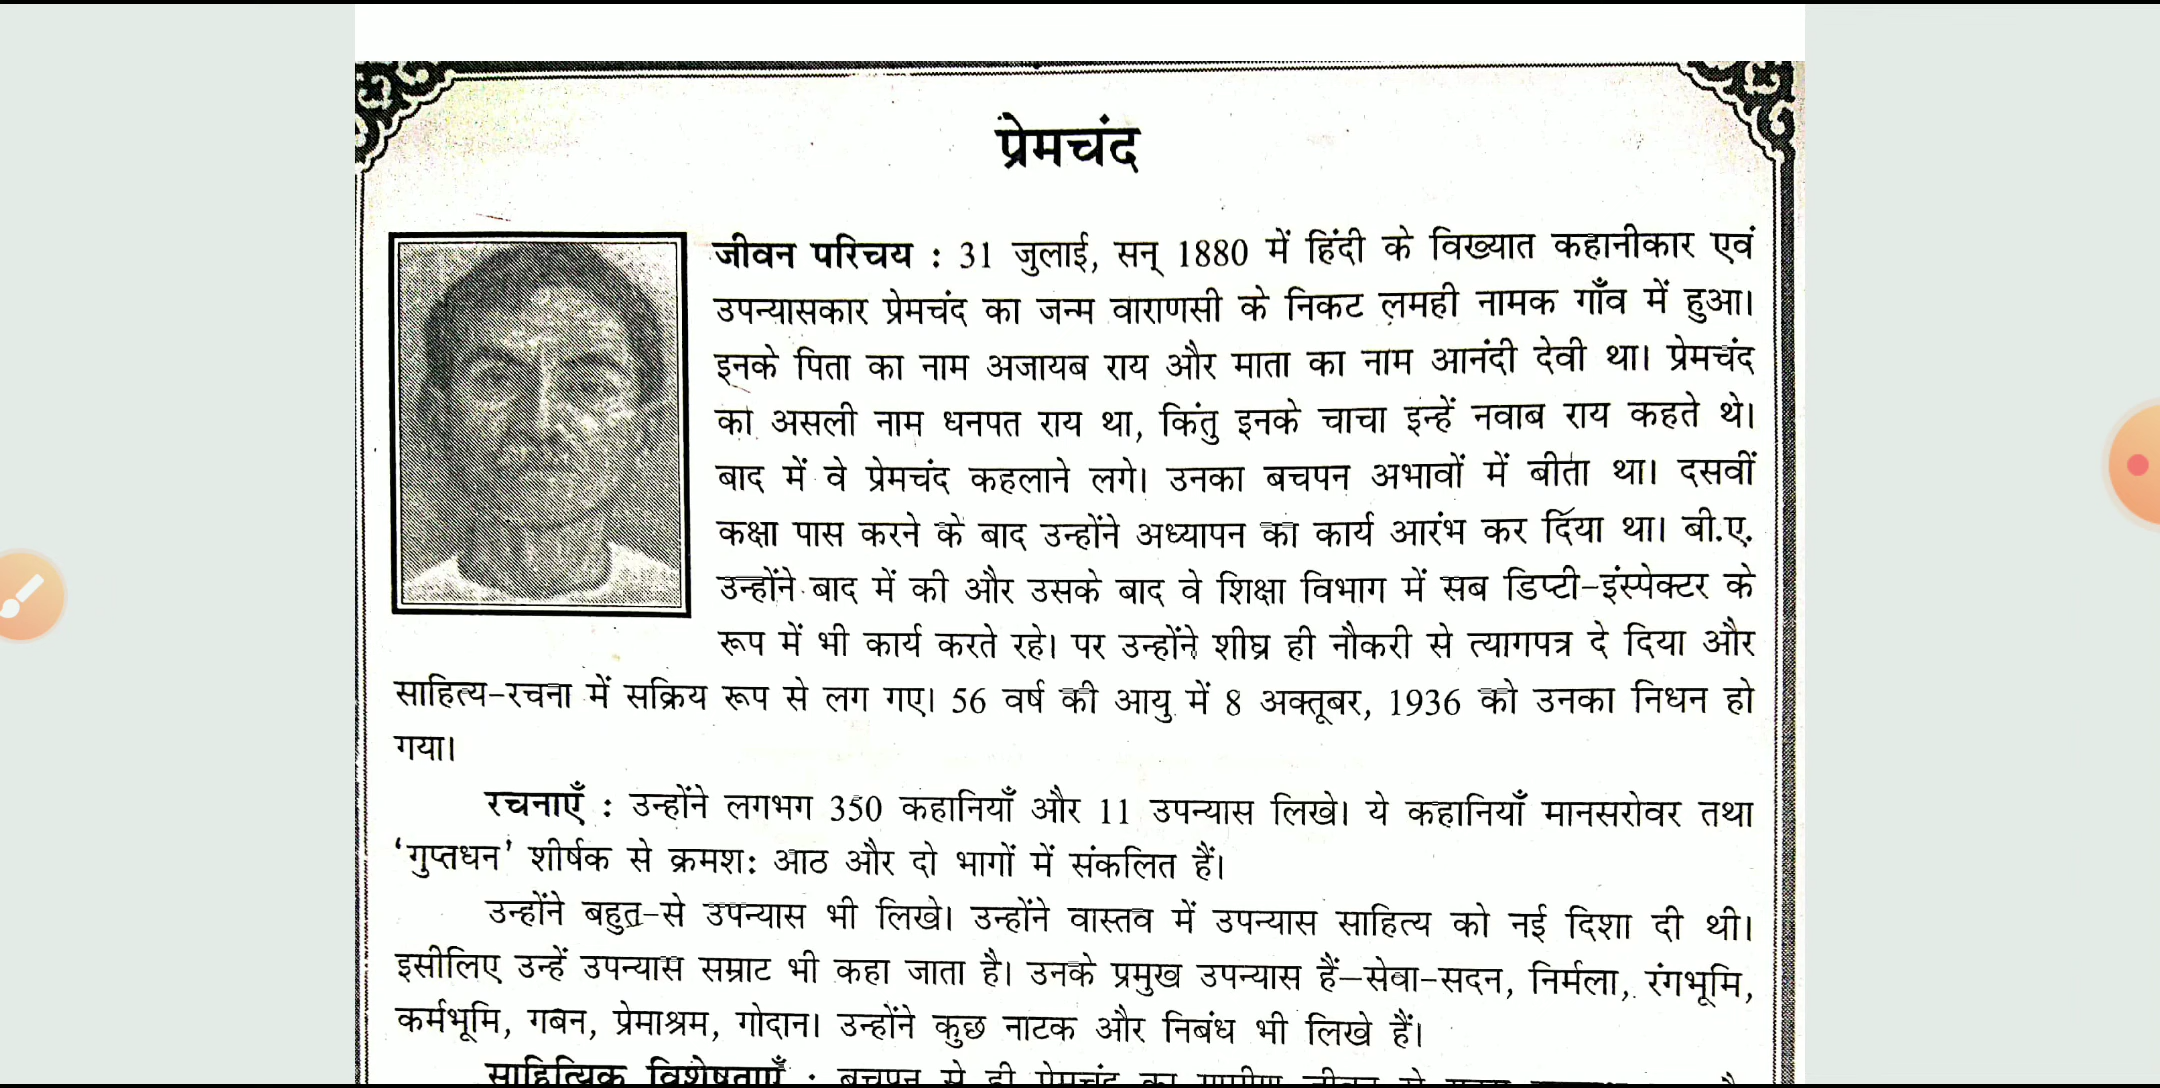 प्रेमचंद
जीवन परिचय : 31 जुलाई, सन् 1880 में हिंदी के विख्यात कहानीकार एवं
उपन्यासकार प्रेमचंद का जन्म वाराणसी के निकट लमही नामक गाँव में हुआ।
इनके पिता का नाम अजायब राय और माता का नाम आनंदी देवी था। प्रेमचंद
का असली नाम धनपत राय था, किंतु इनके चाचा इन्हें नवाब राय कहते थे।
बाद में वे प्रेमचंद कहलाने लगे। उनका बचपन अभावों में बीता था। दसवीं
कक्षा पास करने के बाद उन्होंने अध्यापन का कार्य आरंभ कर दिया था। बी.ए.
उन्होंने बाद में की और उसके बाद वे शिक्षा विभाग में सब डिप्टी-इंस्पेक्टर के
रूप में भी कार्य करते रहे। पर उन्होंने शीघ्र ही नौकरी से त्यागपत्र दे दिया और
साहित्य-रचना में सक्रिय रूप से लग गए। 56 वर्ष की आयु में 8 अक्तूबर, 1936 को उनका निधन हो
गया।
रचनाएँ : उन्होंने लगभग 350 कहानियाँ और 11 उपन्यास लिखे। ये कहानियाँ मानसरोवर तथा
‘गुप्तधन’ शीर्षक से क्रमश: आठ और दो भागों में संकलित हैं।
उन्होंने बहुत-से उपन्यास भी लिखे। उन्होंने वास्तव में उपन्यास साहित्य को नई दिशा दी थी।
इसीलिए उन्हें उपन्यास सम्राट भी कहा जाता है। उनके प्रमुख उपन्यास हैं–सेवा-सदन, निर्मला, रंगभूमि,
कर्मभूमि, गबन, प्रेमाश्रम, गोदान। उन्होंने कुछ नाटक और निबंध भी लिखे हैं।
साहित्यिक विशेषताएँ : बचपन से ही प्रेमचंद का ग्रामीण जीवन से